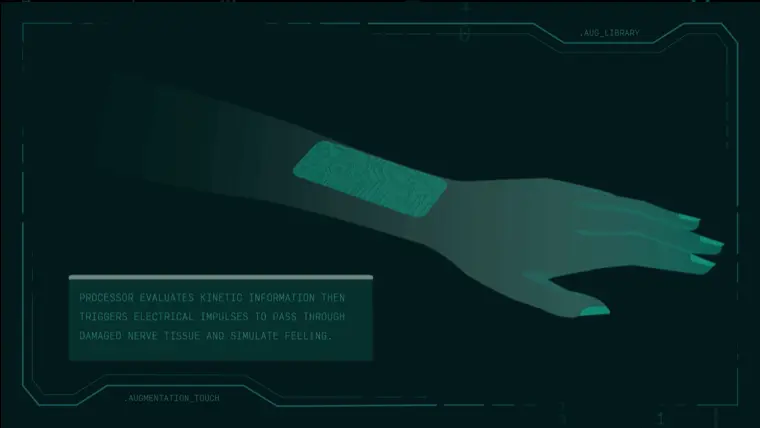 .AUG_LIBRARY
PROCESSOR EVALUATES KINETIC INFORMATION THEN
TRIGGERS ELECTRICAL IMPULSES TO PASS THROUGH
DAMAGED NERVE TISSUE AND SIMULATE FEELING.
.AUGMENTATION_TOUCH
1